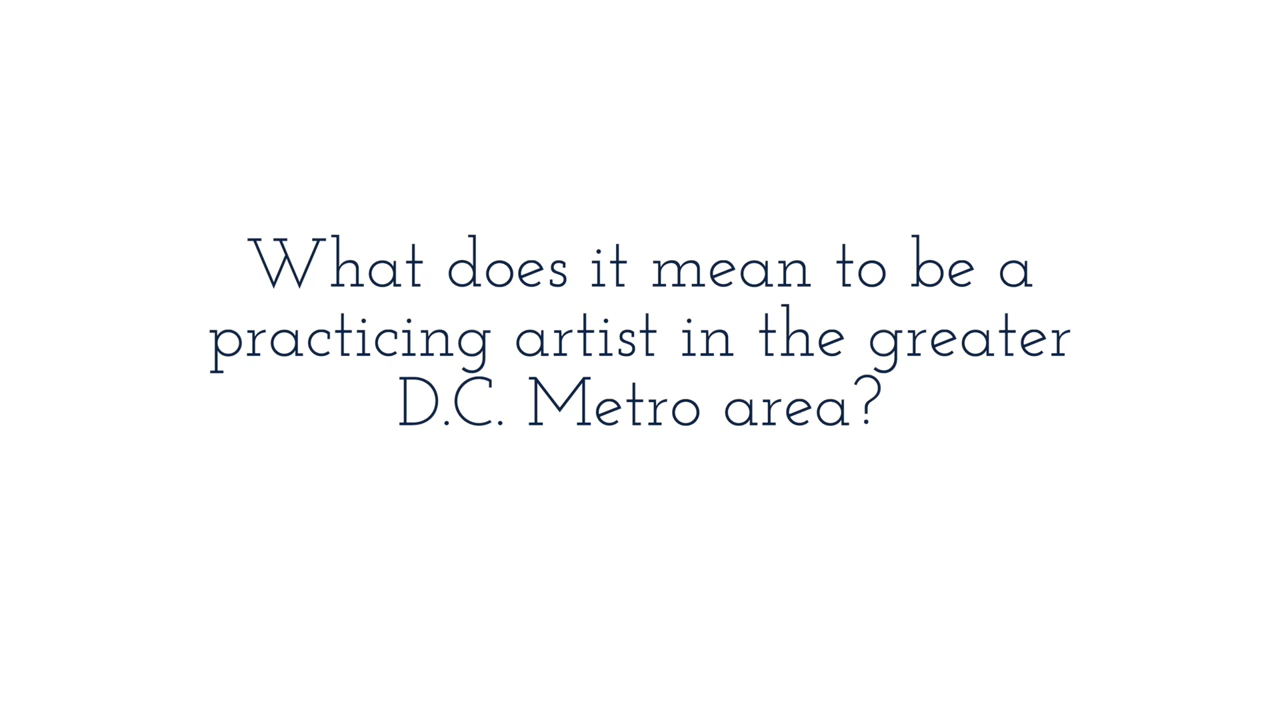 What does it mean to be a
practicing artist in the greater
D.C. Metro area?